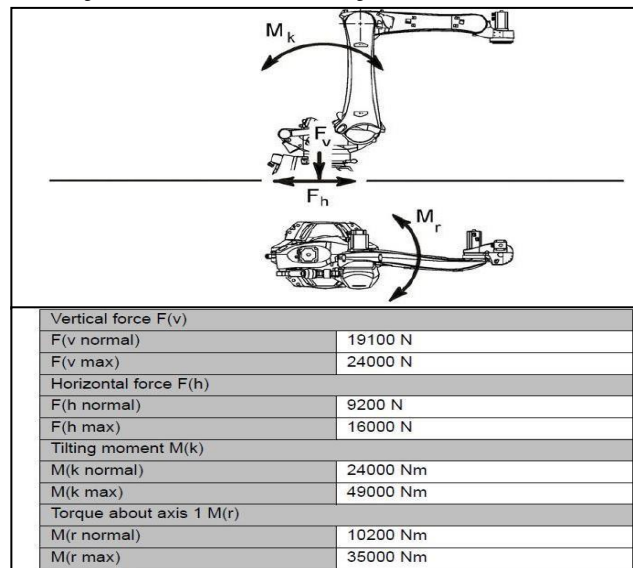 M k
F v
F h
M r
Vertical force F(v)
F(v normal) 19100 N
F(v max) 24000 N
Horizontal force F(h)
F(h normal) 9200 N
F(h max) 16000 N
Tilting moment M(k)
M(k normal) 24000 Nm
M(k max) 49000 Nm
Torque about axis 1 M(r)
M(r normal) 10200 Nm
M(r max) 35000 Nm